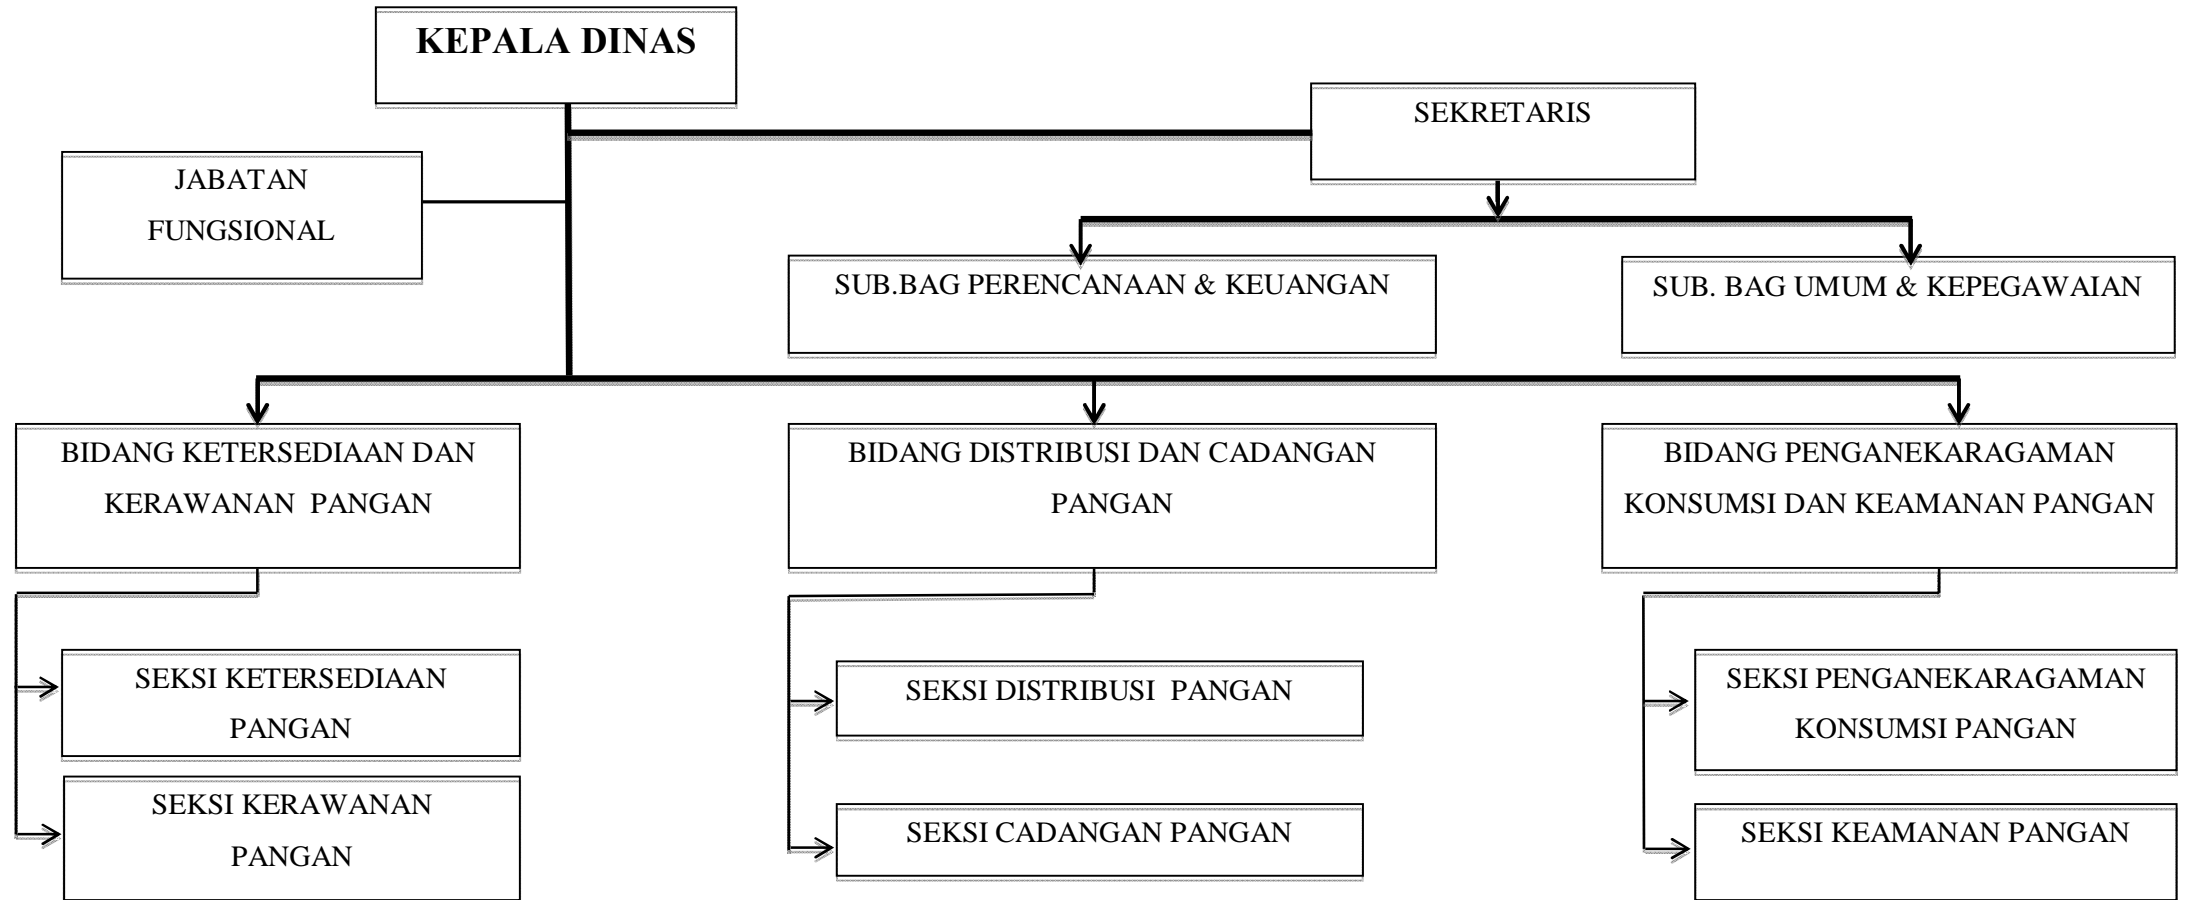 KEPALA DINAS
SEKRETARIS
JABATAN
FUNGSIONAL
SUB.BAG PERENCANAAN & KEUANGAN
SUB. BAG UMUM & KEPEGAWAIAN
BIDANG KETERSEDIAAN DAN
KERAWANAN PANGAN
BIDANG DISTRIBUSI DAN CADANGAN
PANGAN
BIDANG PENGANEKARAGAMAN
KONSUMSI DAN KEAMANAN PANGAN
SEKSI KETERSEDIAAN
PANGAN
SEKSI KERAWANAN
PANGAN
SEKSI DISTRIBUSI PANGAN
SEKSI CADANGAN PANGAN
SEKSI PENGANEKARAGAMAN
KONSUMSI PANGAN
SEKSI KEAMANAN PANGAN